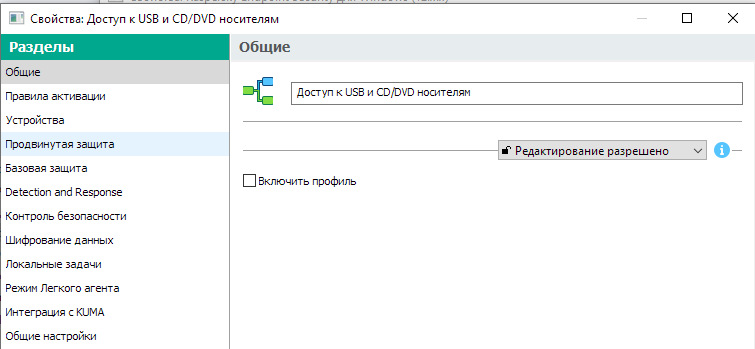 Свойства: Доступ к USB и CD/DVD носителям
Разделы
Общие
Правила активации
Устройства
Продвинутая защита
Базовая защита
Detection and Response
Контроль безопасности
Шифрование данных
Локальные задачи
Режим Легкого агента
Интеграция с KUMA
Общие настройки
Общие
Доступ к USB и CD/DVD носителям
Редактирование разрешено
Включить профиль